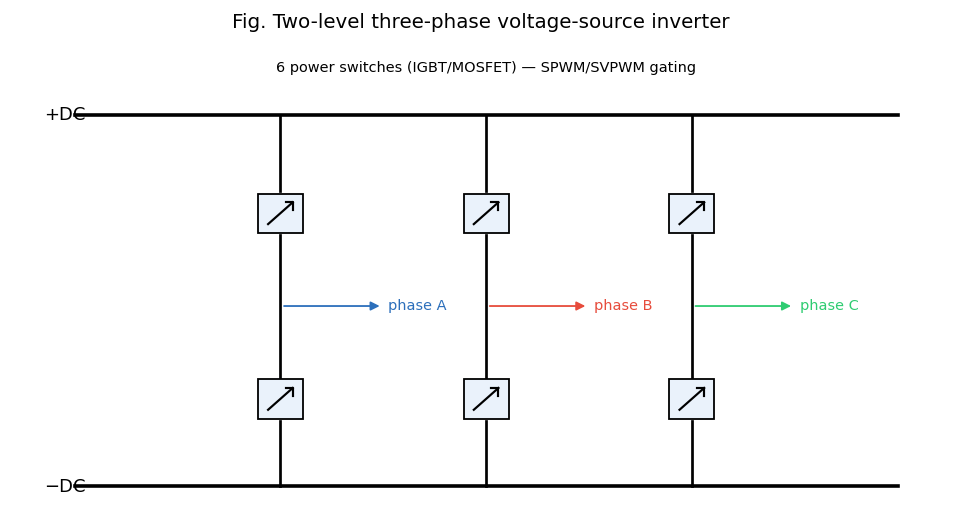 Fig. Two-level three-phase voltage-source inverter
6 power switches (IGBT/MOSFET) — SPWM/SVPWM gating
+DC
phase A
phase B
phase C
−DC